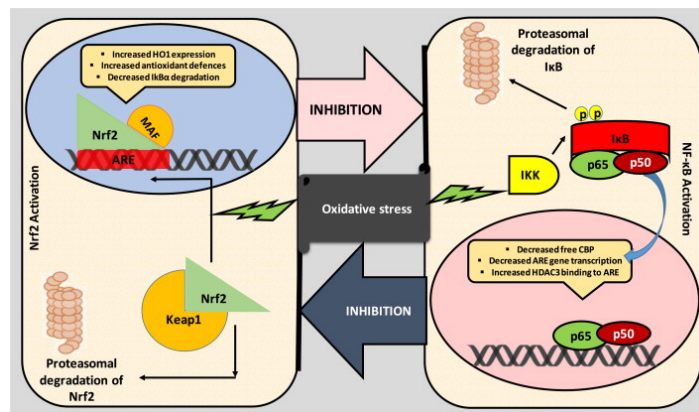 Increased HO1 expression
Increased antioxidant defences
Decreased IkBα degradation
Nrf2
MAF
ARE
Nrf2 Activation
Keap1
Nrf2
Proteasomal
degradation of
Nrf2
INHIBITION
Oxidative stress
INHIBITION
Proteasomal
degradation of
IκB
p p
IκB
p65 p50
IKK
NF-κB Activation
Decreased free CBP
Decreased ARE gene transcription
Increased HDAC3 binding to ARE
p65 p50